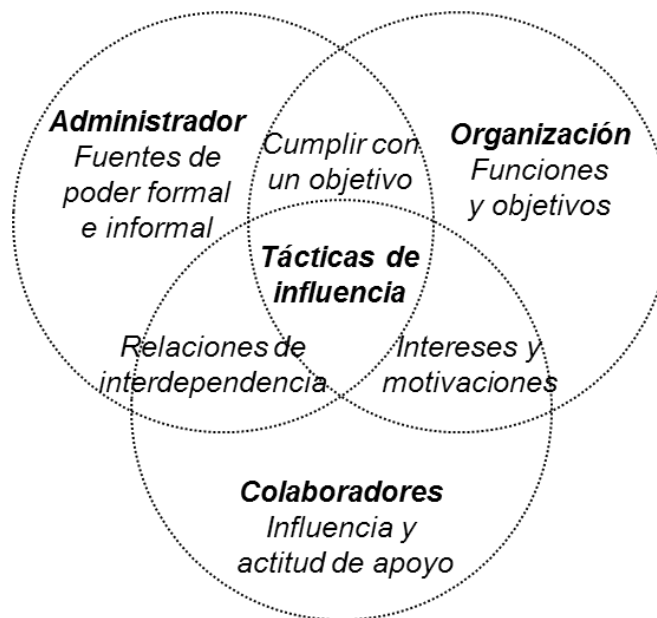 Administrador
Fuentes de
poder formal
e informal
Cumplir con
un objetivo
Organización
Funciones
y objetivos
Tácticas de
influencia
Relaciones de
interdependencia
Intereses y
motivaciones
Colaboradores
Influencia y
actitud de apoyo